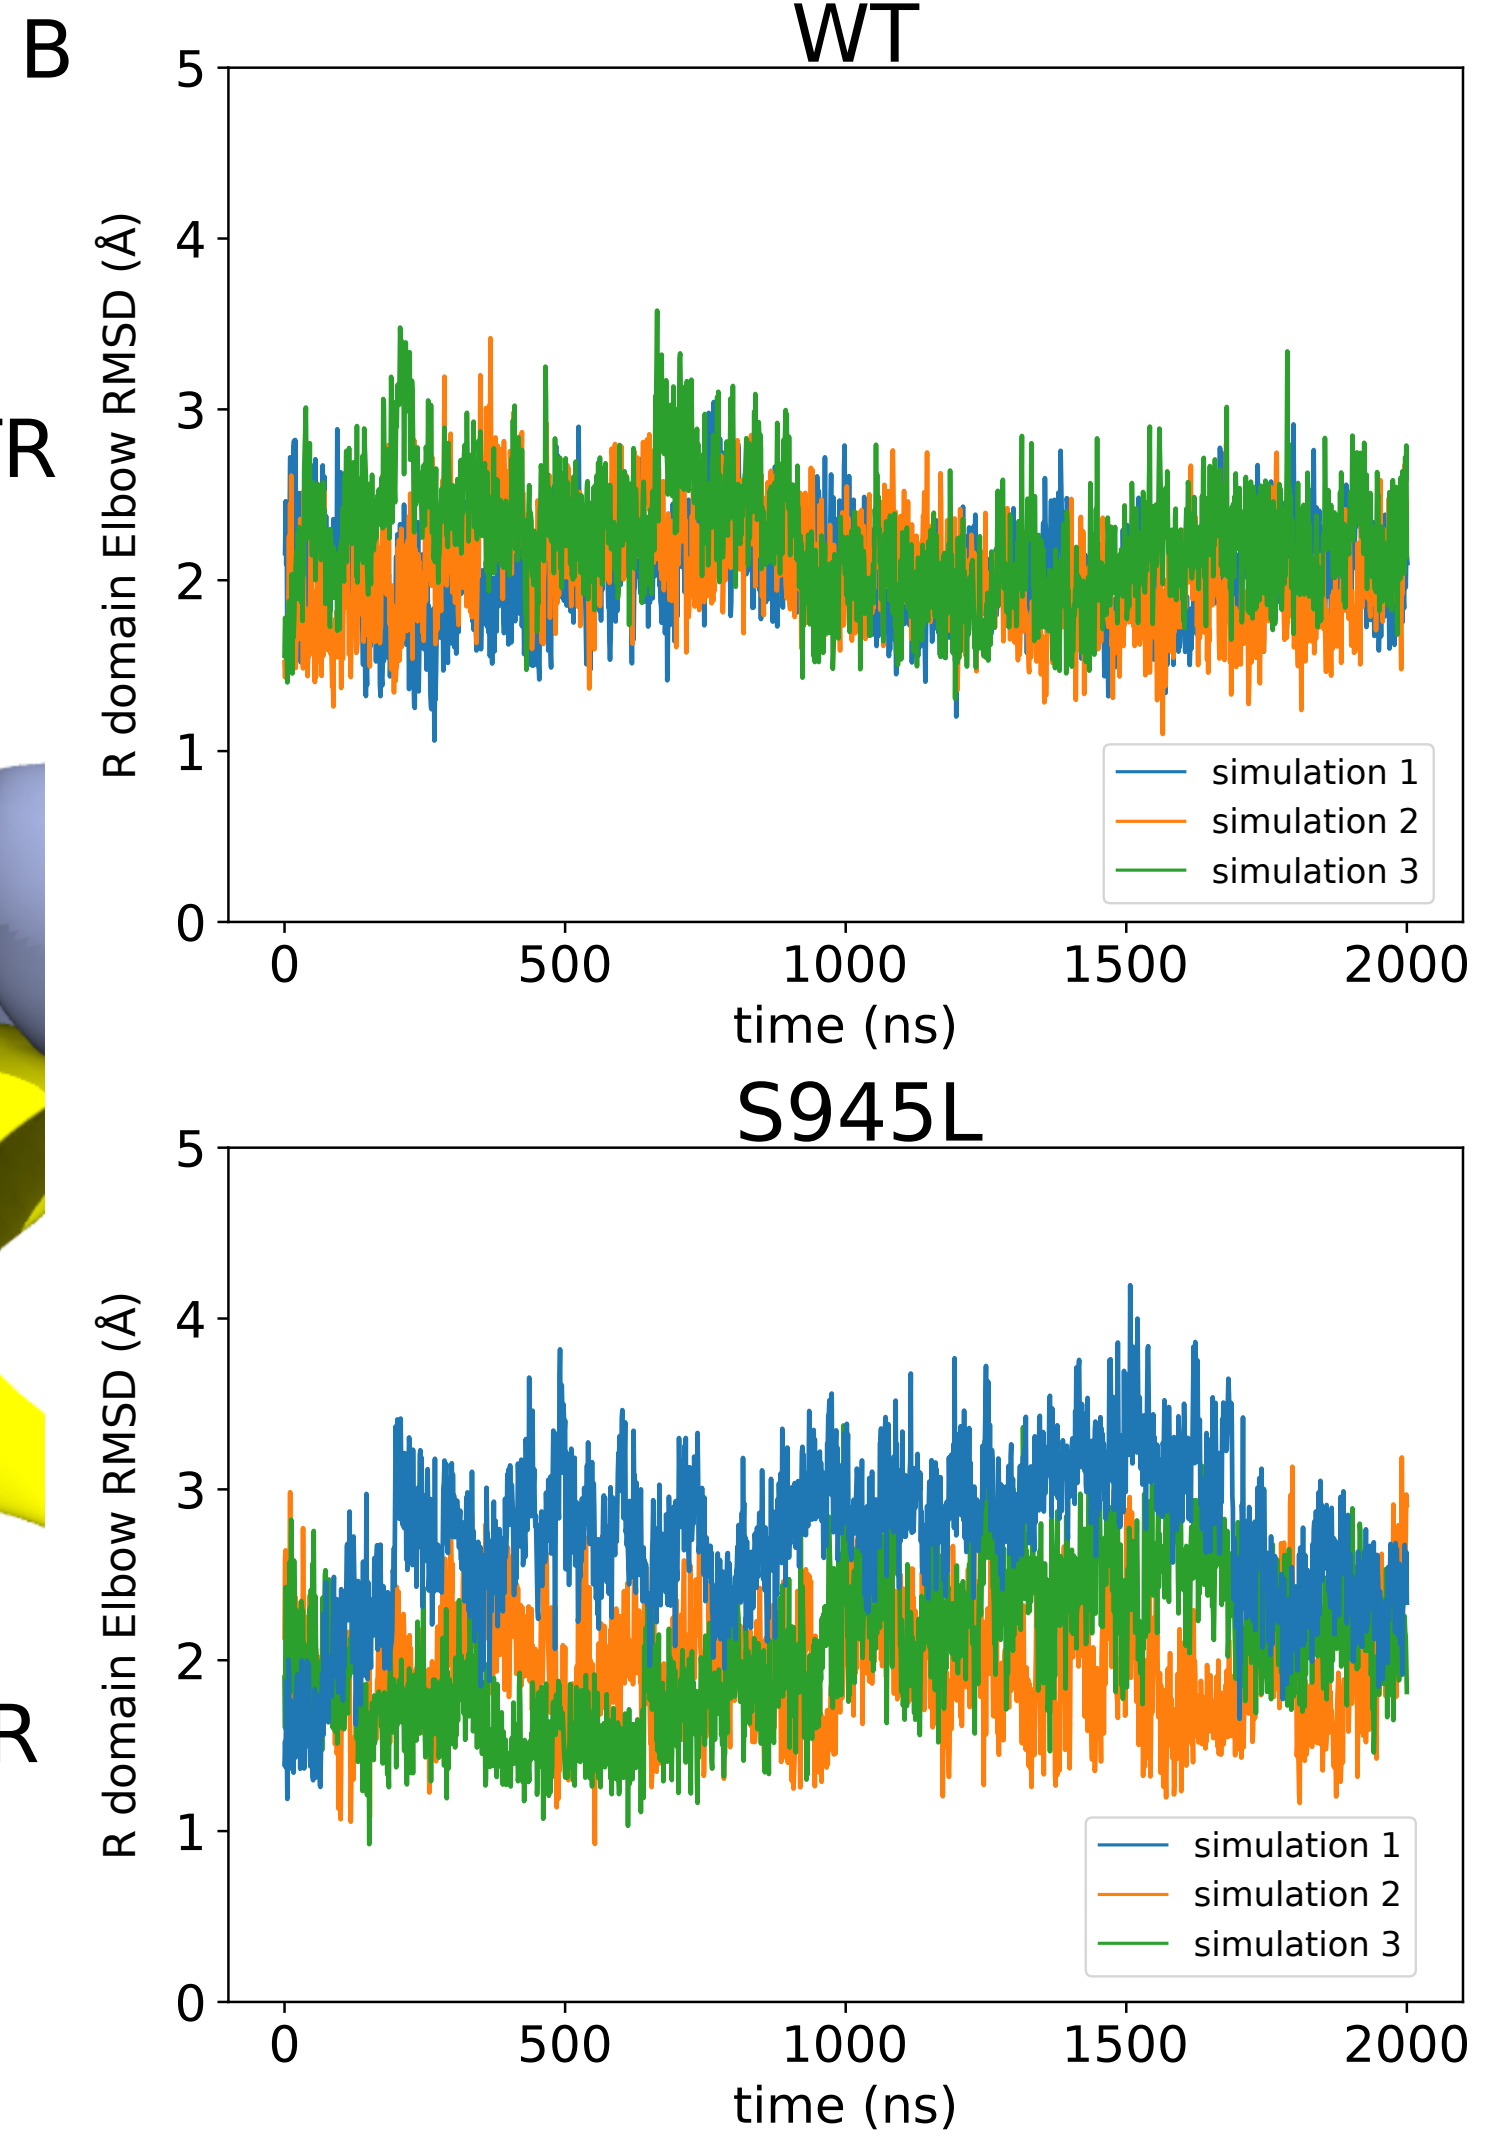 B
WT
R domain Elbow RMSD (Å)
5
4
3
2
1
0
0 500 1000 1500 2000
time (ns)
simulation 1
simulation 2
simulation 3
R
S945L
R domain Elbow RMSD (Å)
5
4
3
2
1
0
0 500 1000 1500 2000
time (ns)
simulation 1
simulation 2
simulation 3
R